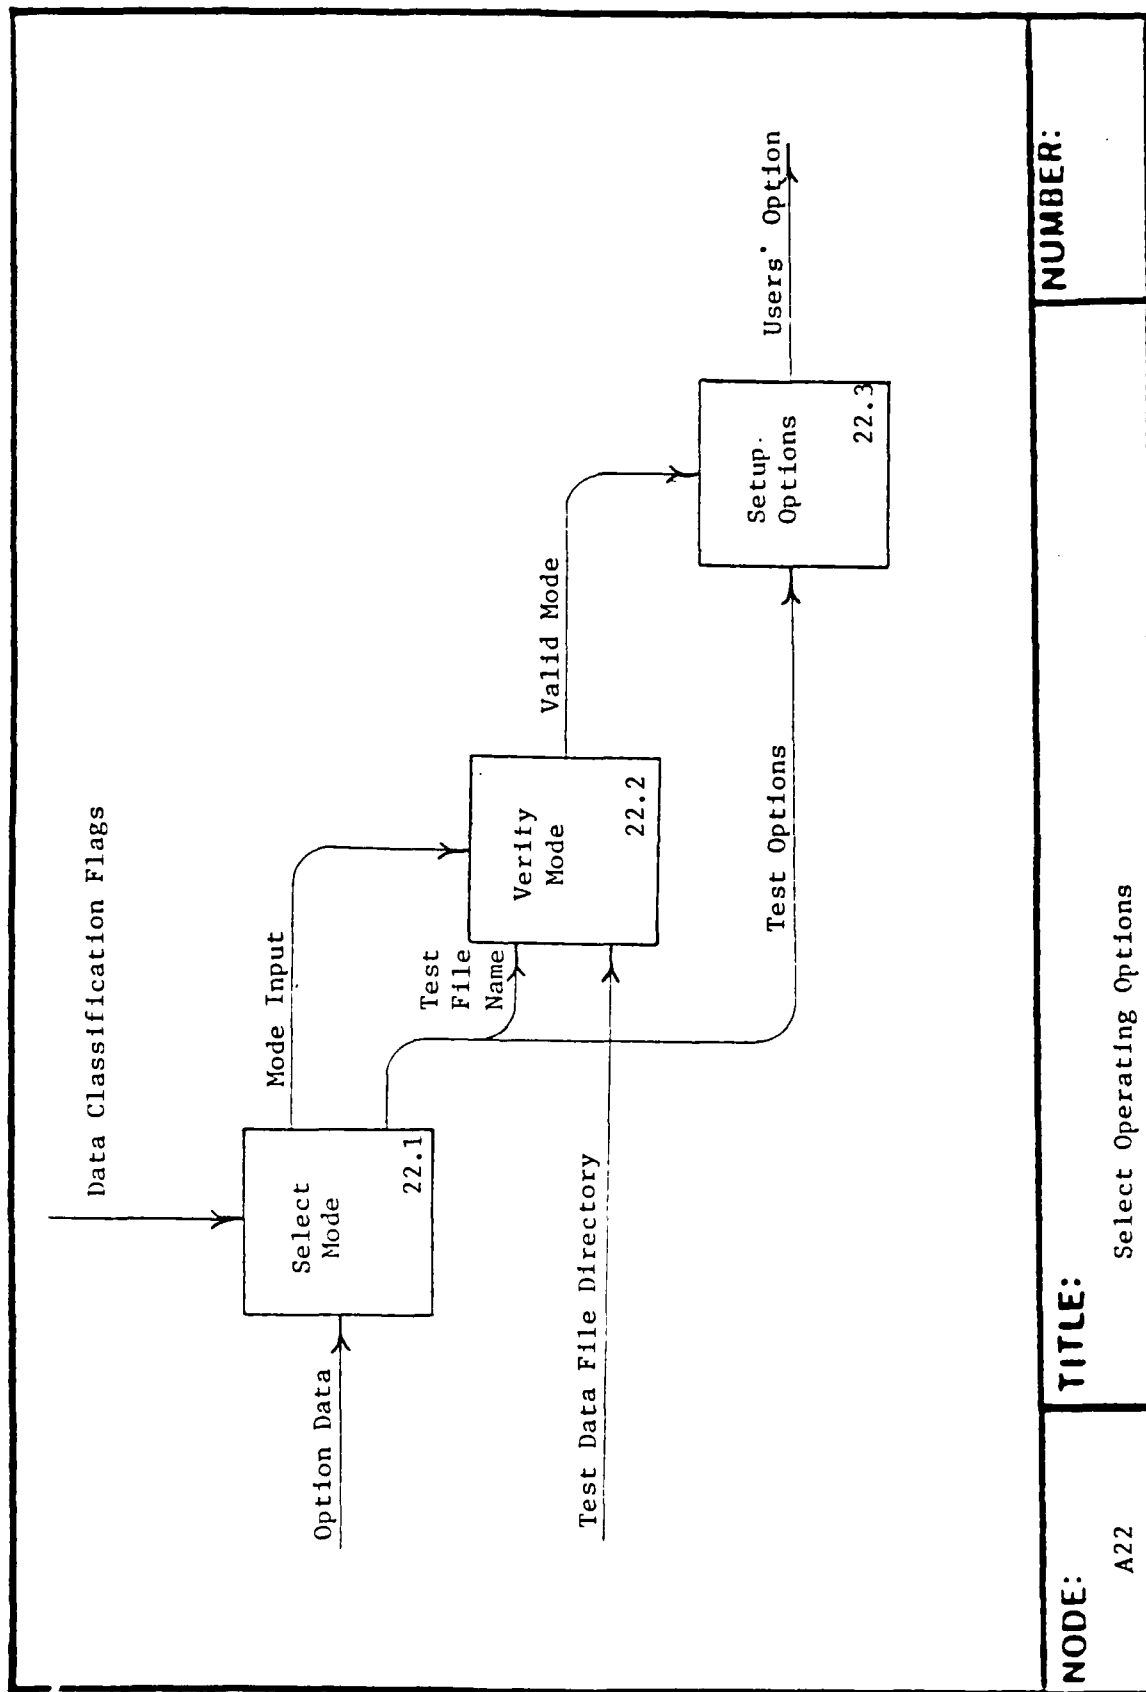 Data Classification Flags
Option Data
Select
Mode
22.1
Mode Input
Test
File
Name
Test Data File Directory
Verify
Mode
22.2
Valid Mode
Test Options
Setup
Options
22.3
Users' Option
NODE:
A22
TITLE:
Select Operating Options
NUMBER: